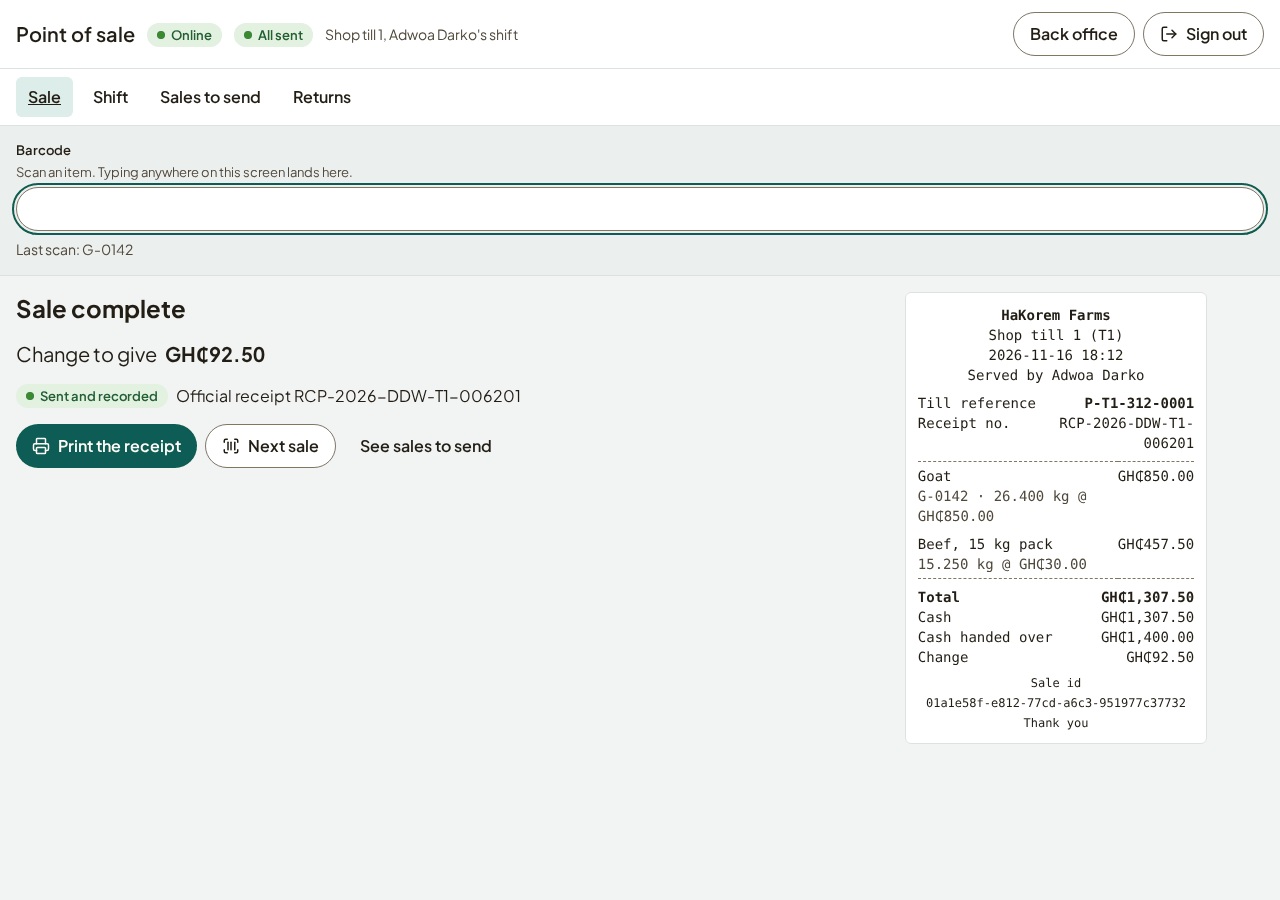 Point of sale
Online
All sent
Shop till 1, Adwoa Darko's shift
Back office
Sign out
Sale
Shift
Sales to send
Returns
Barcode
Scan an item. Typing anywhere on this screen lands here.
Last scan: G-0142
Sale complete
Change to give GH₵92.50
Sent and recorded
Official receipt RCP-2026-DDW-T1-006201
Print the receipt
Next sale
See sales to send
HaKorem Farms
Shop till 1 (T1)
2026-11-16 18:12
Served by Adwoa Darko
Till reference P-T1-312-0001
Receipt no. RCP-2026-DDW-T1-
006201
Goat GH₵850.00
G-0142 · 26.400 kg @
GH₵850.00
Beef, 15 kg pack GH₵457.50
15.250 kg @ GH₵30.00
Total GH₵1,307.50
Cash GH₵1,307.50
Cash handed over GH₵1,400.00
Change GH₵92.50
Sale id
01a1e58f-e812-77cd-a6c3-951977c37732
Thank you